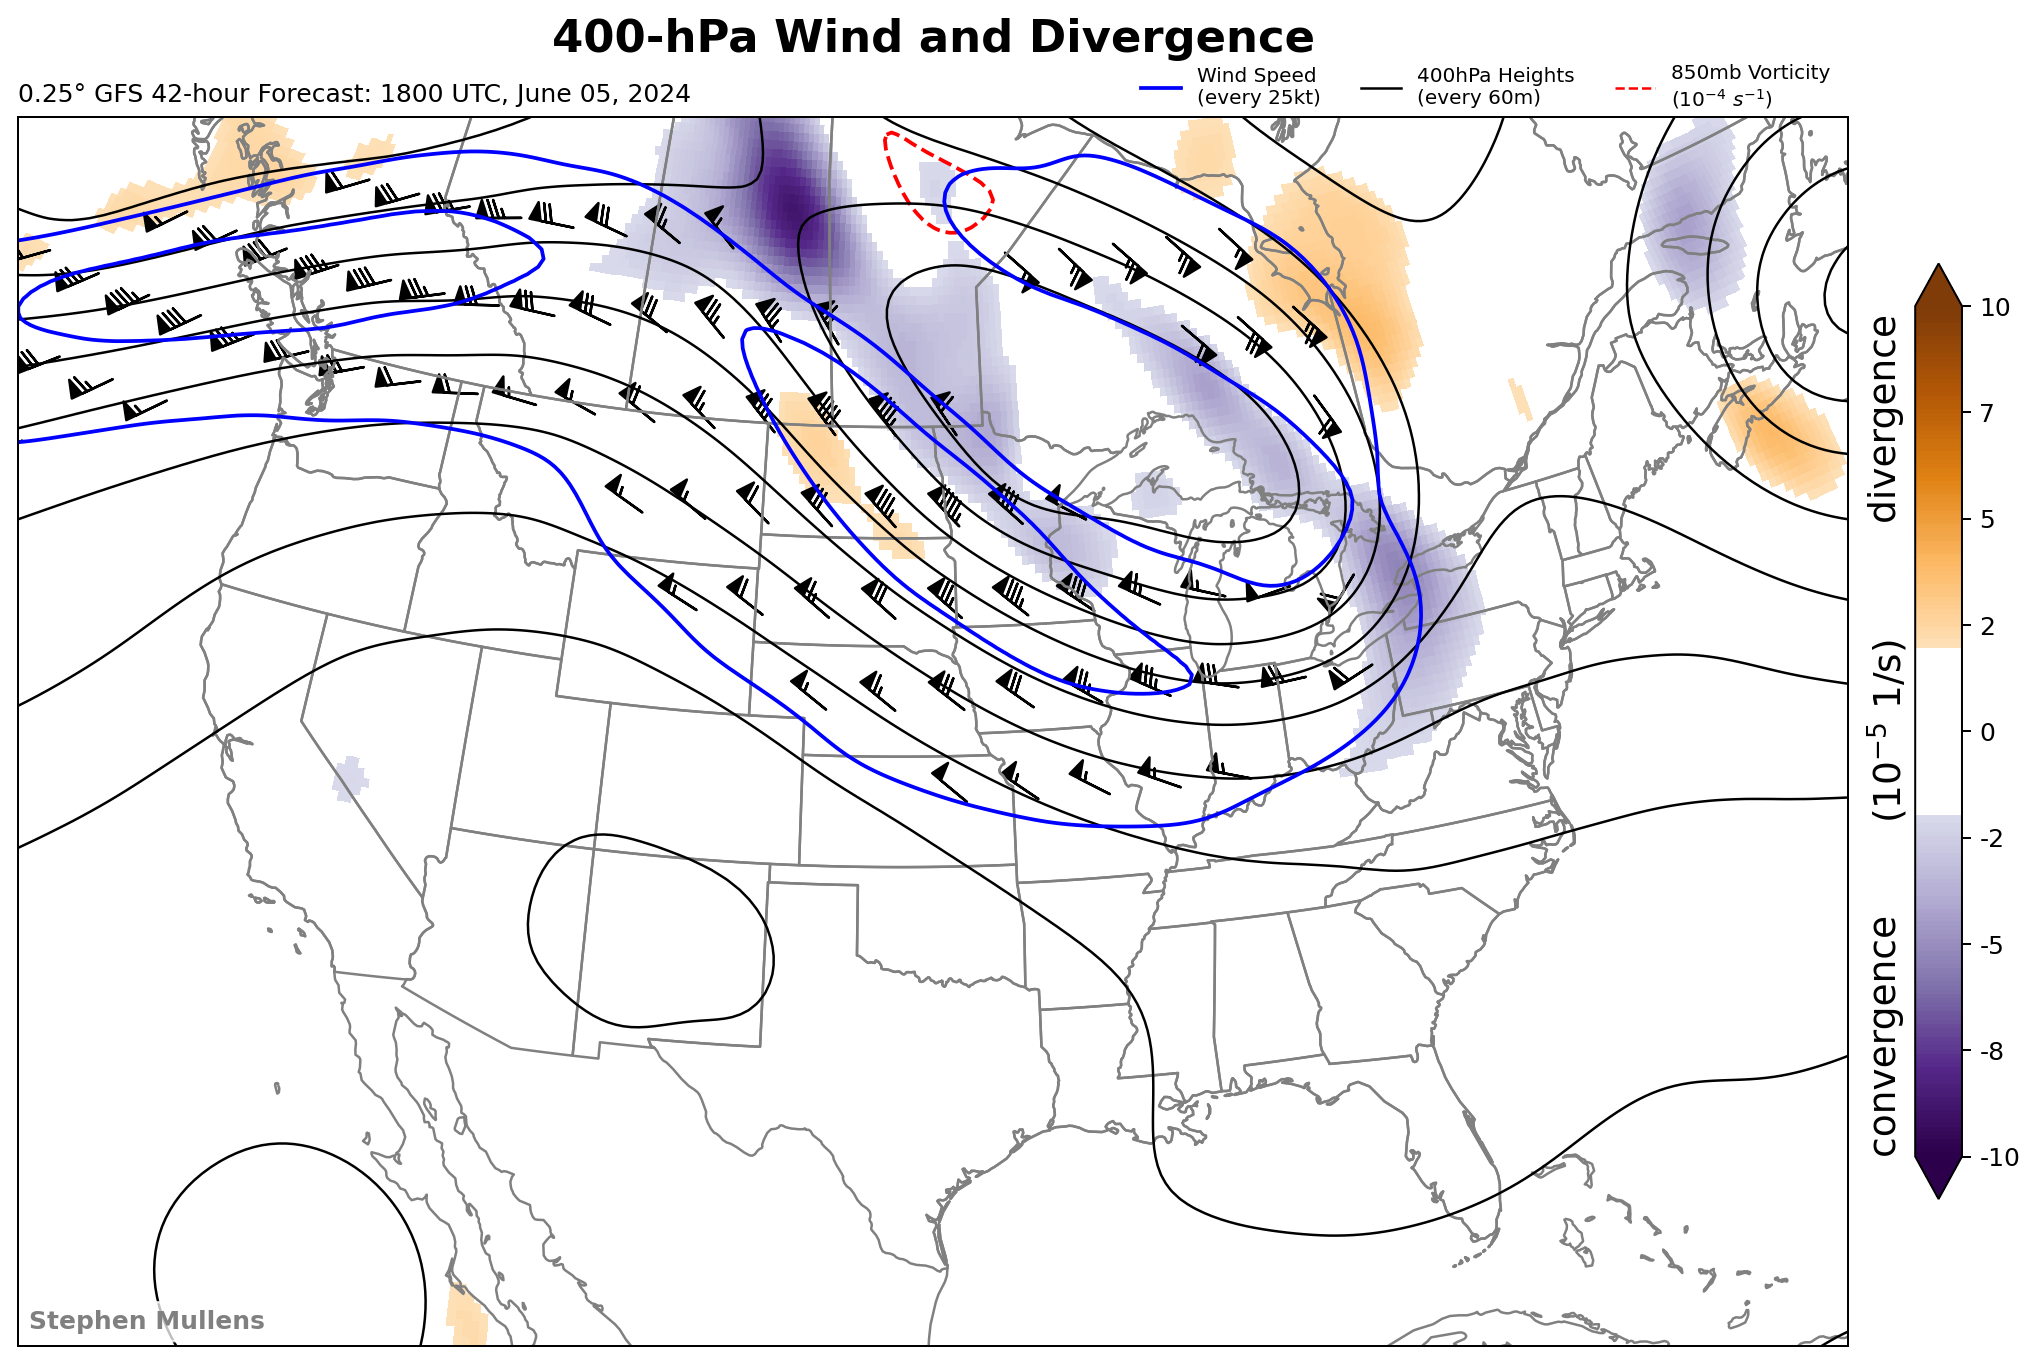 400-hPa Wind and Divergence
0.25° GFS 42-hour Forecast: 1800 UTC, June 05, 2024
Wind Speed
(every 25kt)
400hPa Heights
(every 60m)
850mb Vorticity
(10⁻⁴ s⁻¹)
10
7
5
2
0
-2
-5
-8
-10
convergence (10⁻⁵ 1/s) divergence
Stephen Mullens